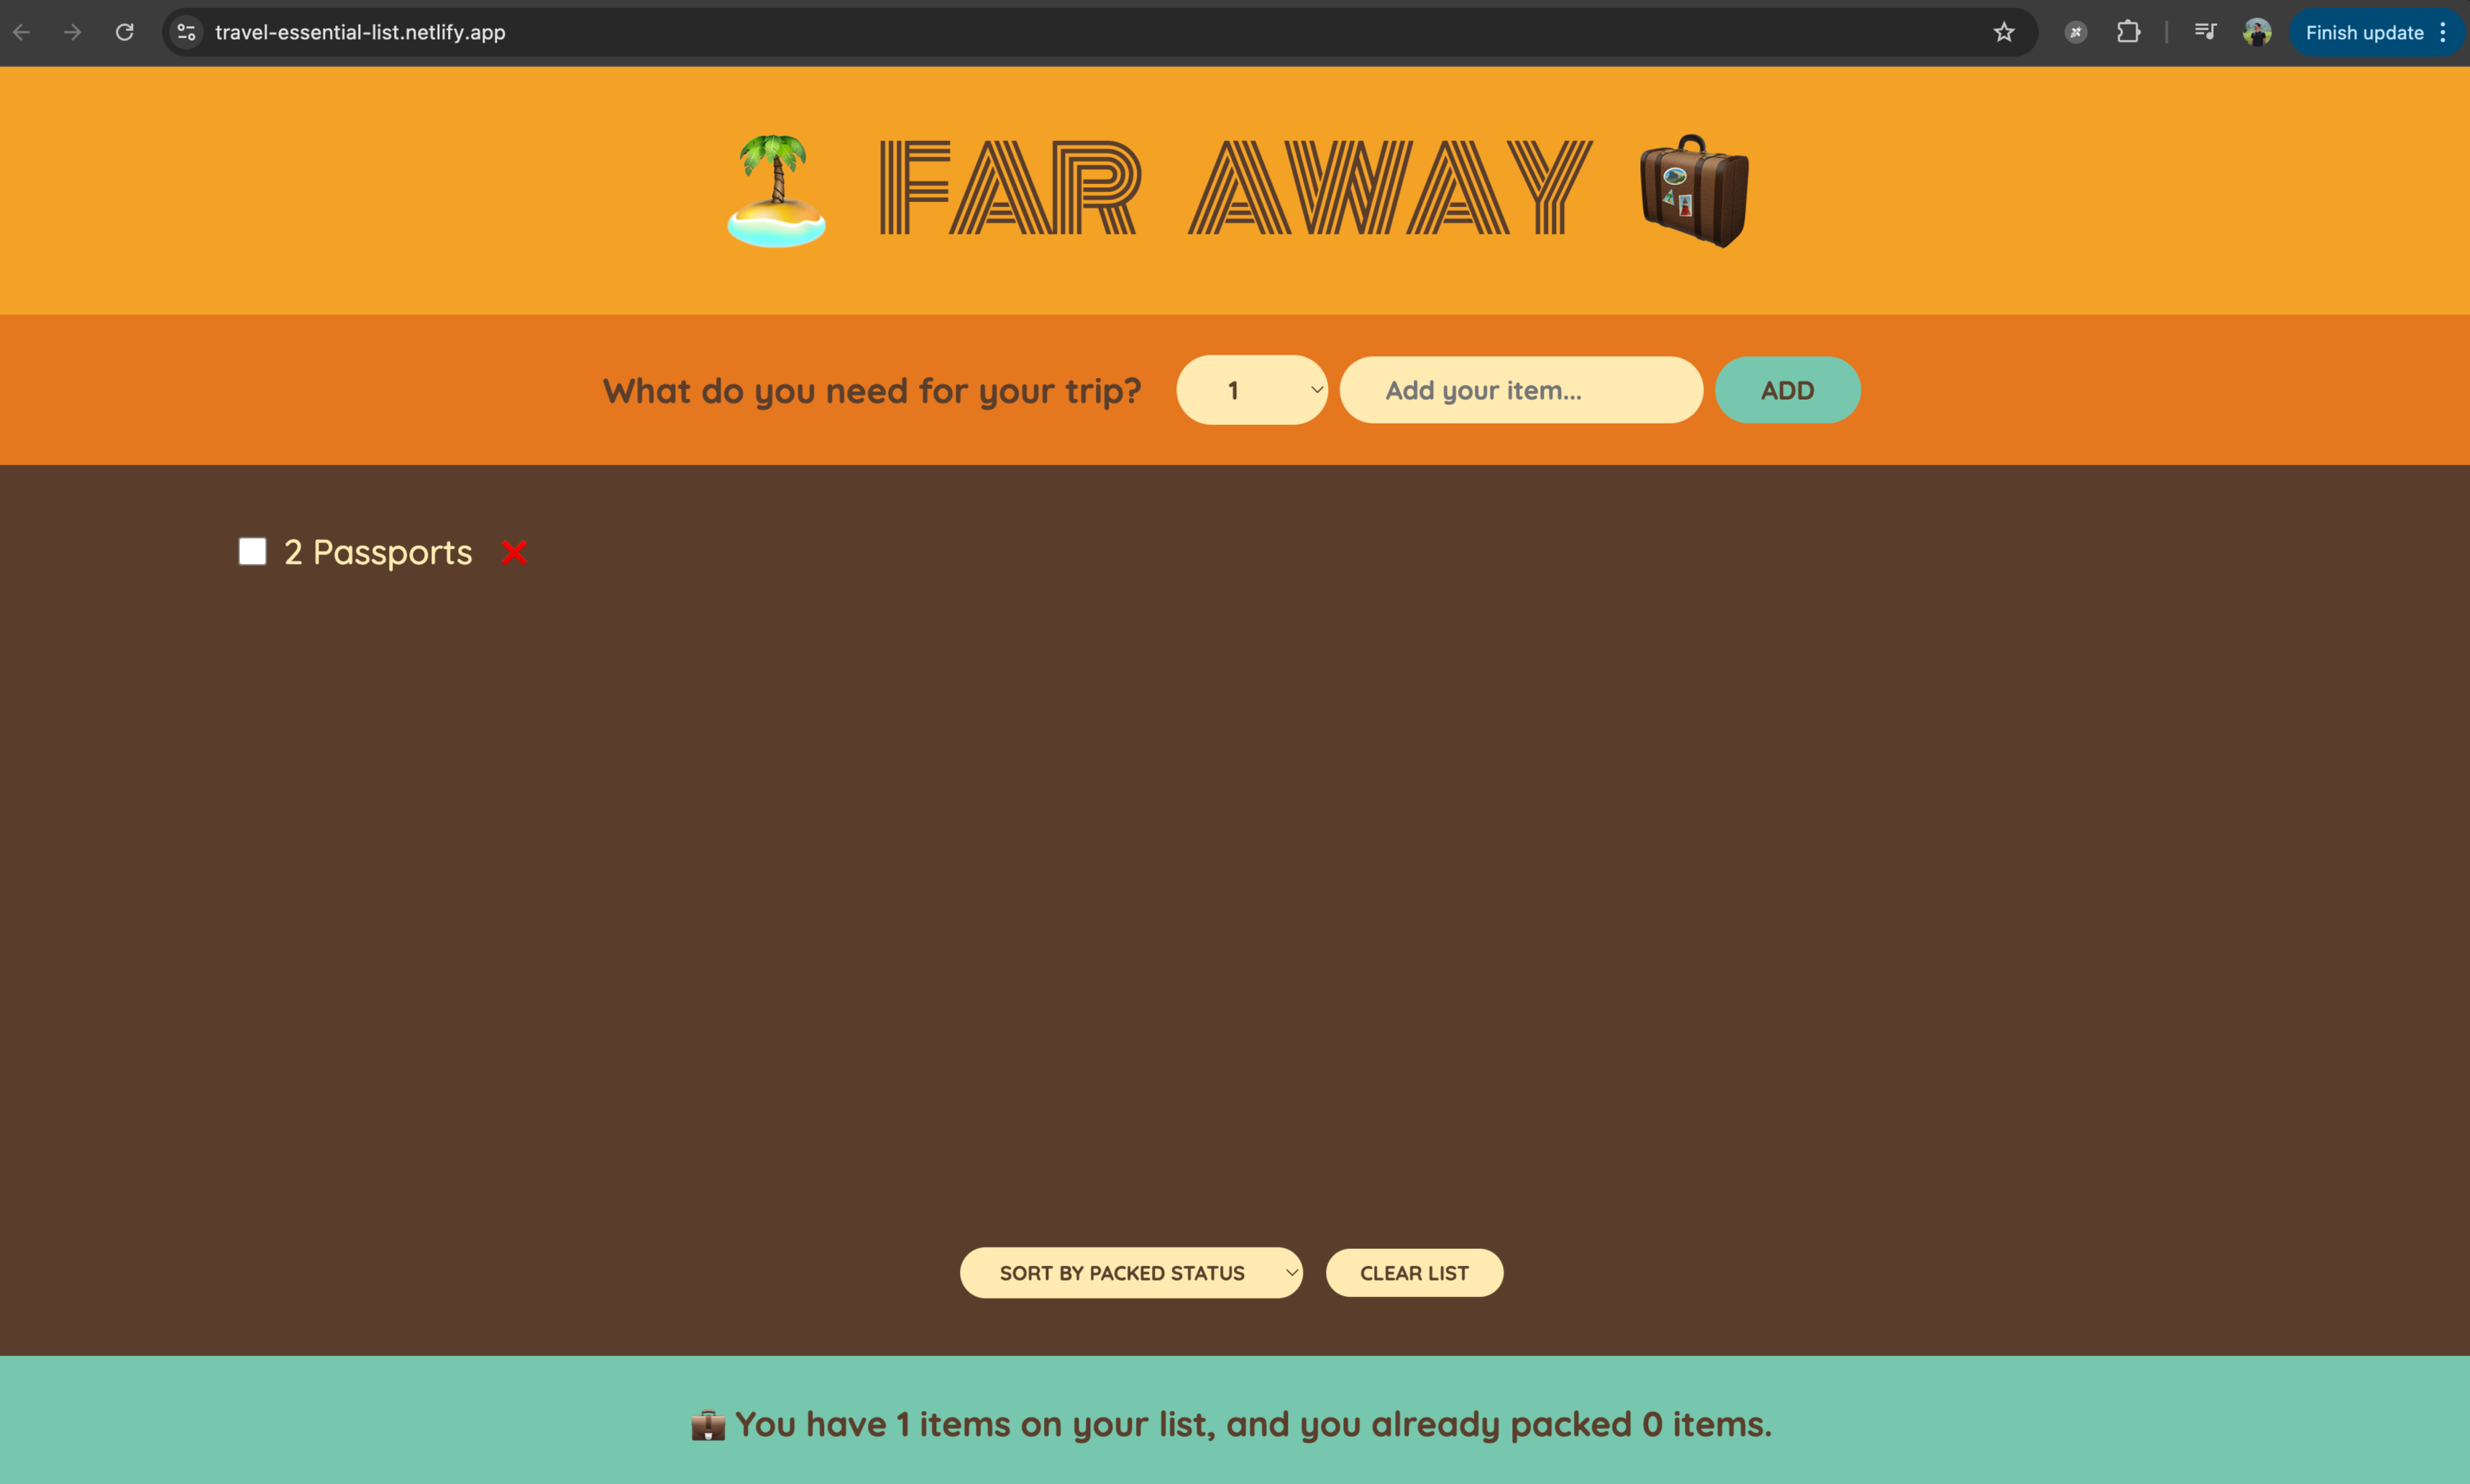 travel-essential-list.netlify.app
Finish update
FAR AWAY
What do you need for your trip? 1 Add your item... ADD
2 Passports
SORT BY PACKED STATUS CLEAR LIST
You have 1 items on your list, and you already packed 0 items.